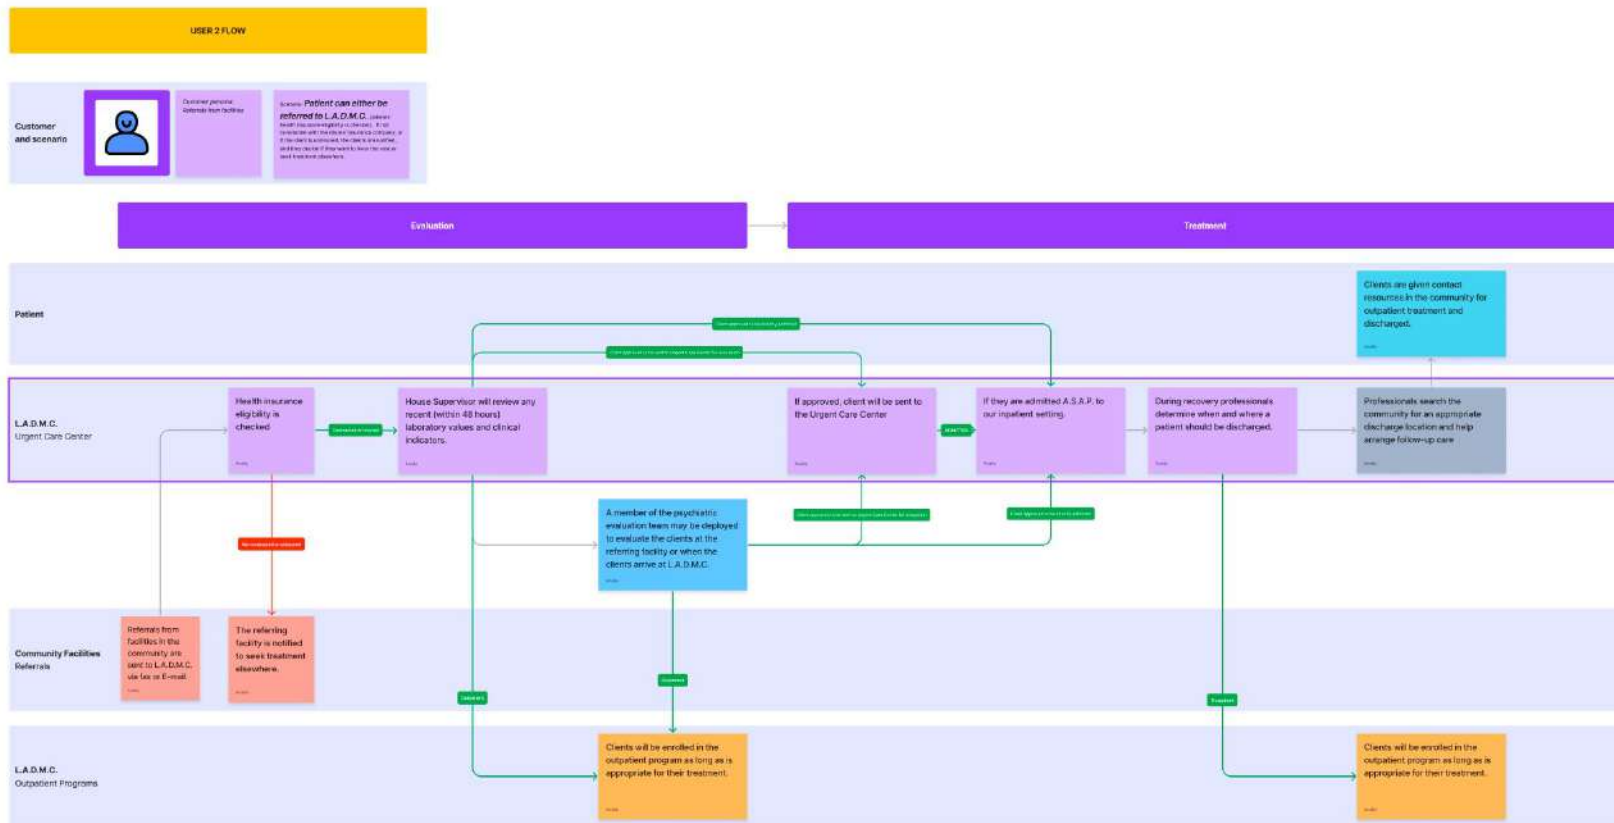 USER 2 FLOW
Customer
and scenario
Customer persona:
Referrals from facilities
Scenario: Patient can either be
referred to L.A.D.M.C.
seek treatment elsewhere.
Evaluation
Treatment
Patient
Clients are given contact
resources in the community for
outpatient treatment and
discharged.
L.A.D.M.C.
Urgent Care Center
Health insurance
eligibility is
checked
House Supervisor will review any
recent (within 48 hours)
laboratory values and clinical
indicators.
If approved, client will be sent to
the Urgent Care Center
ADMITTED
If they are admitted A.S.A.P. to
our inpatient setting.
During recovery professionals
determine when and where a
patient should be discharged.
Professionals search the
community for an appropriate
discharge location and help
arrange follow-up care
A member of the psychiatric
evaluation team may be deployed
to evaluate the clients at the
referring facility or when the
clients arrive at L.A.D.M.C.
Community Facilities
Referrals
Referrals from
facilities in the
community are
sent to L.A.D.M.C.
via fax or E-mail
The referring
facility is notified
to seek treatment
elsewhere.
Outpatient
Outpatient
Outpatient
L.A.D.M.C.
Outpatient Programs
Clients will be enrolled in the
outpatient program as long as is
appropriate for their treatment.
Clients will be enrolled in the
outpatient program as long as is
appropriate for their treatment.